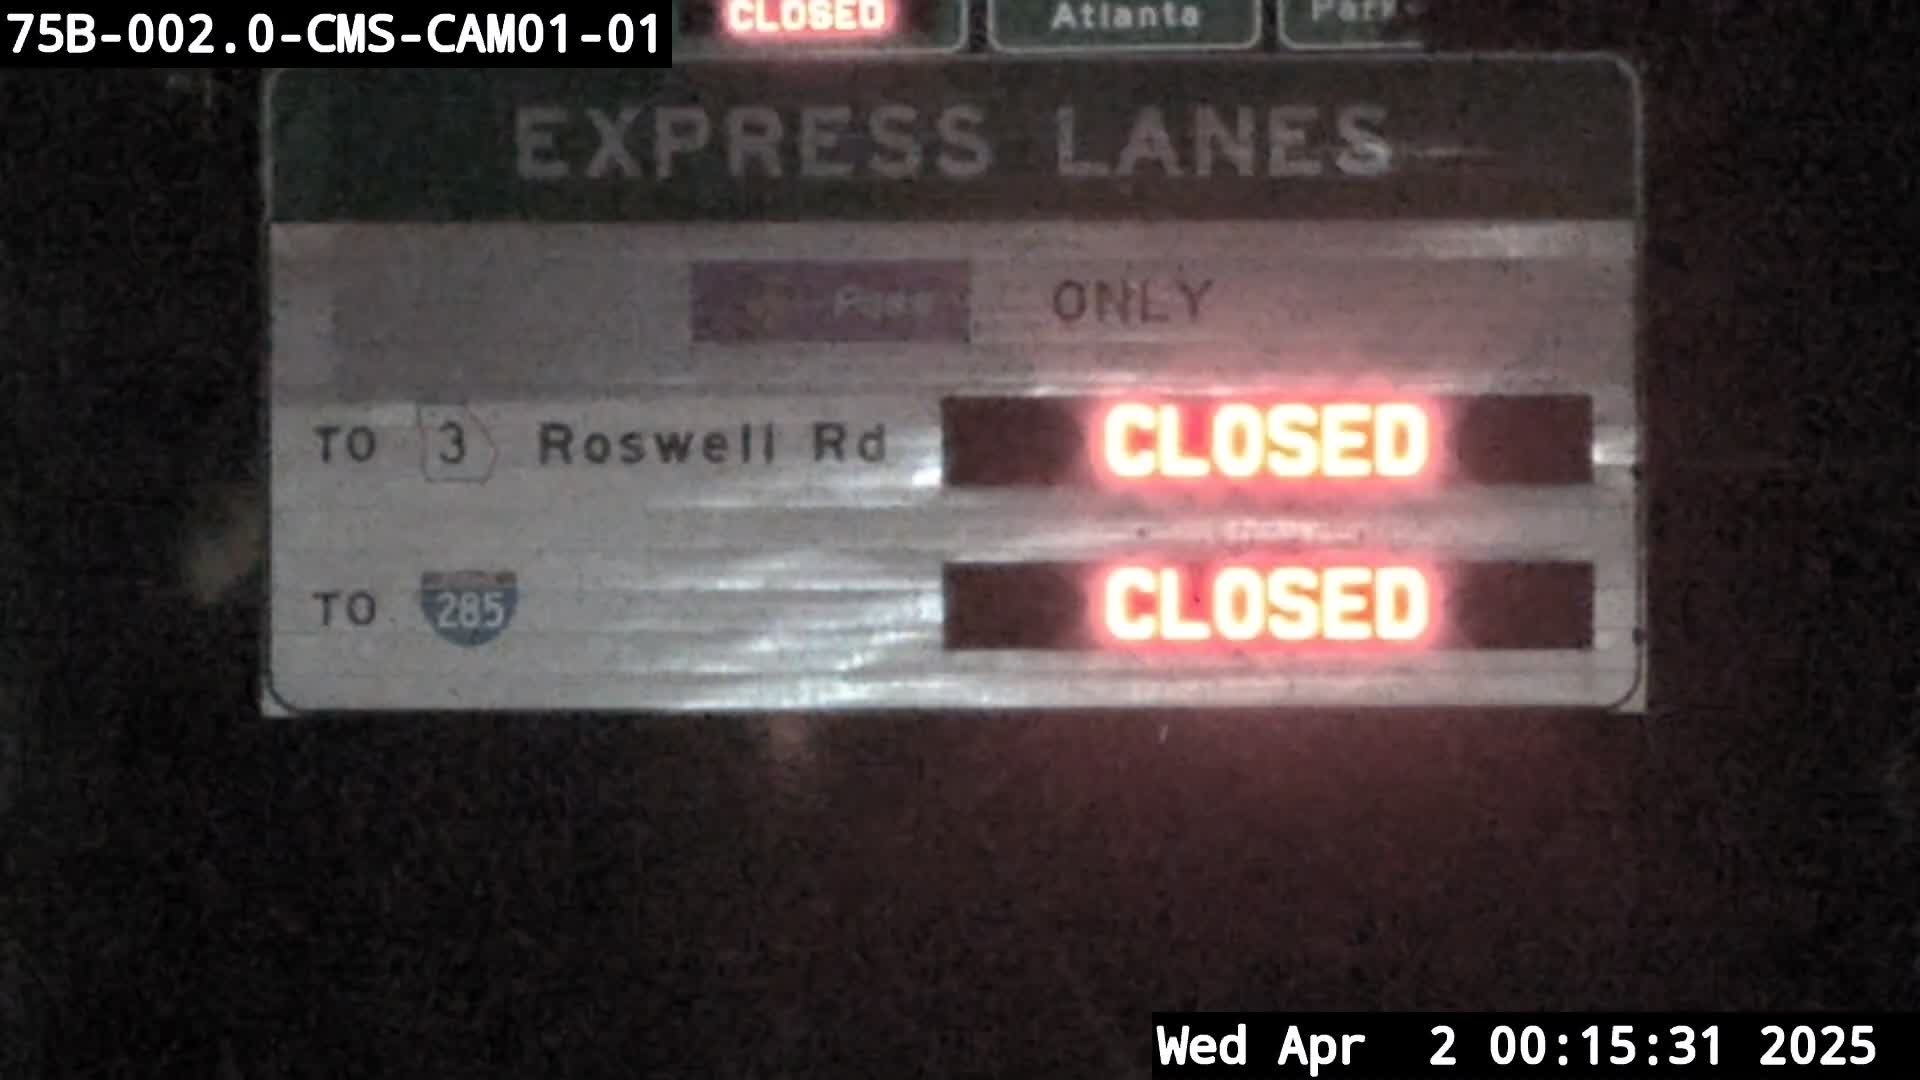 75B-002.0-CMS-CAM01-01
CLOSED
Atlanta
EXPRESS LANES
Pass ONLY
TO 3 Roswell Rd CLOSED
TO 285 CLOSED
Wed Apr 2 00:15:31 2025